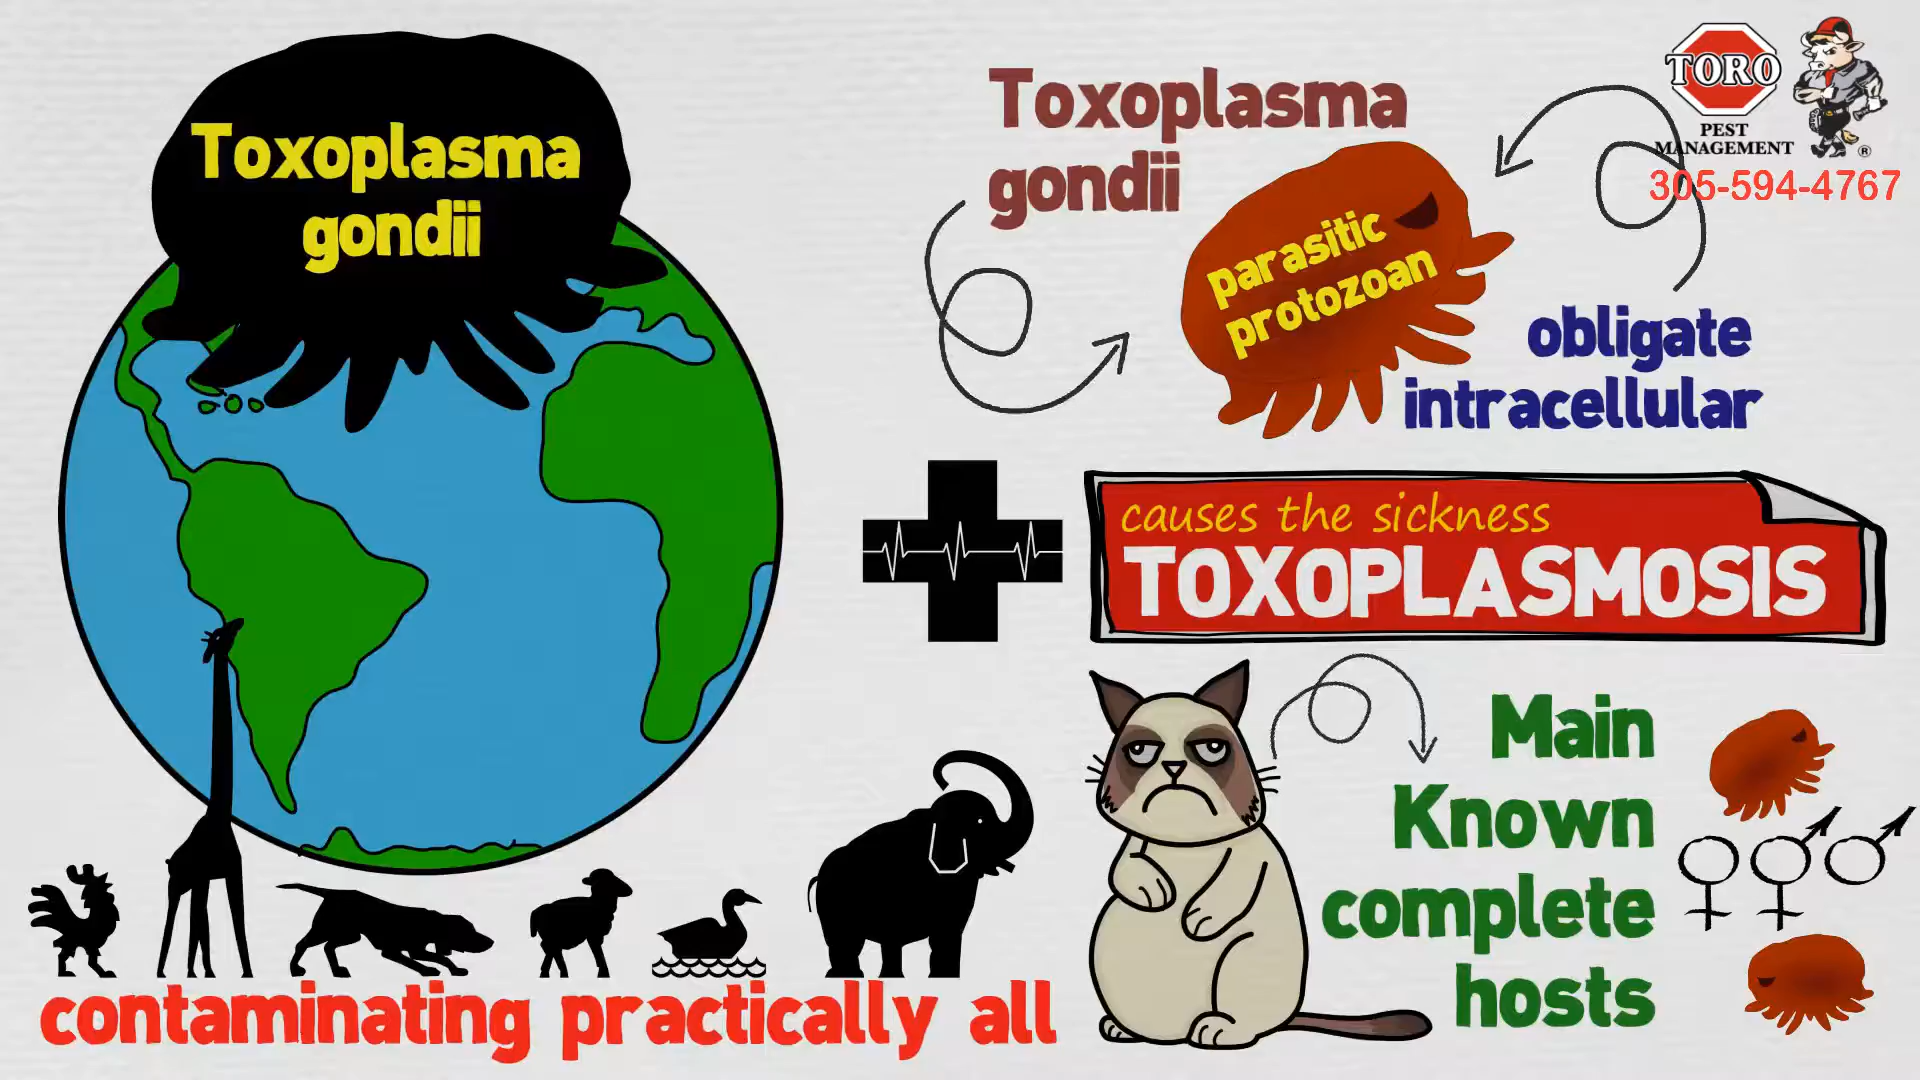 Toxoplasma
gondii
Toxoplasma
gondii
parasitic
protozoan
obligate
intracellular
TORO
PEST
MANAGEMENT
®
305-594-4767
causes the sickness
TOXOPLASMOSIS
Main
Known
complete
hosts
contaminating practically all